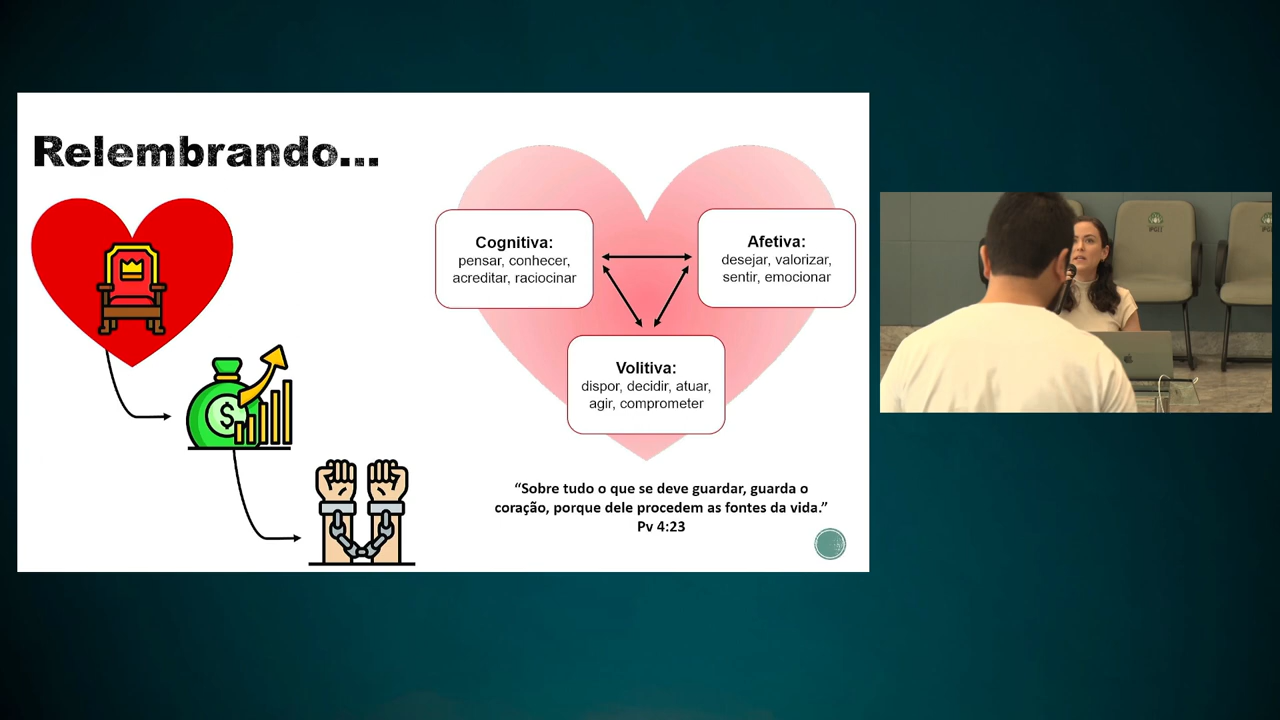 Relembrando...
Cognitiva:
pensar, conhecer,
acreditar, raciocinar
Afetiva:
desejar, valorizar,
sentir, emocionar
Volitiva:
dispor, decidir, atuar,
agir, comprometer
$
“Sobre tudo o que se deve guardar, guarda o
coração, porque dele procedem as fontes da vida.”
Pv 4:23